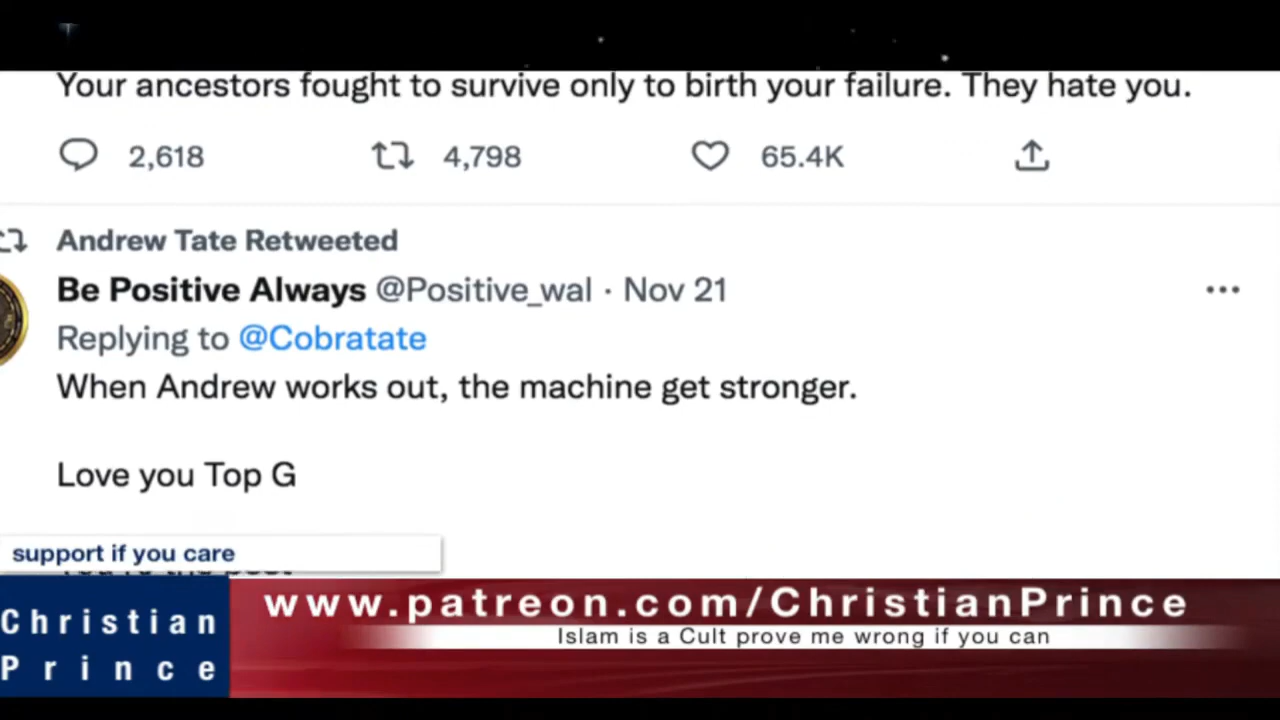 Your ancestors fought to survive only to birth your failure. They hate you.
2,618 4,798 65.4K
Andrew Tate Retweeted
Be Positive Always @Positive_wal · Nov 21 ...
Replying to @Cobratate
When Andrew works out, the machine get stronger.
Love you Top G
support if you care
Christian
Prince
www.patreon.com/ChristianPrince
Islam is a Cult prove me wrong if you can